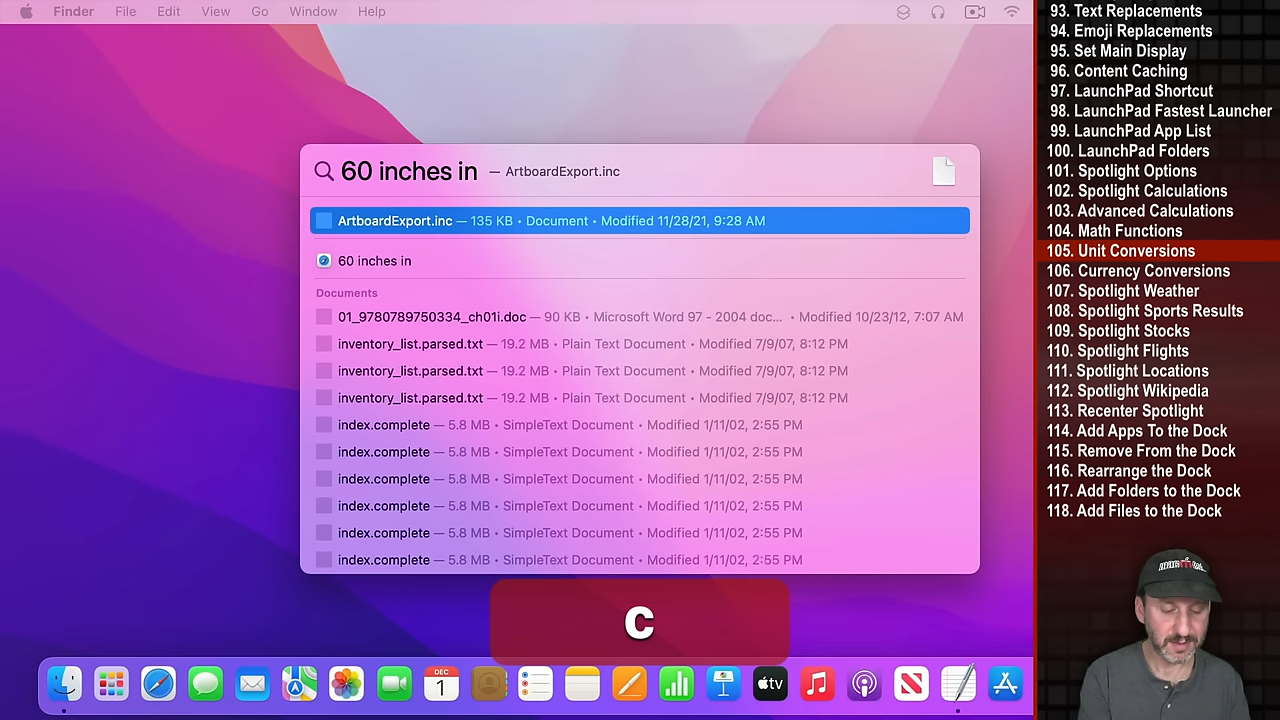 Finder File Edit View Go Window Help
60 inches in — ArtboardExport.inc
ArtboardExport.inc — 135 KB • Document • Modified 11/28/21, 9:28 AM
60 inches in
Documents
01_9780789750334_ch01i.doc — 90 KB • Microsoft Word 97 - 2004 doc... • Modified 10/23/12, 7:07 AM
inventory_list.parsed.txt — 19.2 MB • Plain Text Document • Modified 7/9/07, 8:12 PM
inventory_list.parsed.txt — 19.2 MB • Plain Text Document • Modified 7/9/07, 8:12 PM
inventory_list.parsed.txt — 19.2 MB • Plain Text Document • Modified 7/9/07, 8:12 PM
index.complete — 5.8 MB • SimpleText Document • Modified 1/11/02, 2:55 PM
index.complete — 5.8 MB • SimpleText Document • Modified 1/11/02, 2:55 PM
index.complete — 5.8 MB • SimpleText Document • Modified 1/11/02, 2:55 PM
index.complete — 5.8 MB • SimpleText Document • Modified 1/11/02, 2:55 PM
index.complete — 5.8 MB • SimpleText Document • Modified 1/11/02, 2:55 PM
index.complete — 5.8 MB • SimpleText Document • Modified 1/11/02, 2:55 PM
C
DEC
1
tv
93. Text Replacements
94. Emoji Replacements
95. Set Main Display
96. Content Caching
97. LaunchPad Shortcut
98. LaunchPad Fastest Launcher
99. LaunchPad App List
100. LaunchPad Folders
101. Spotlight Options
102. Spotlight Calculations
103. Advanced Calculations
104. Math Functions
105. Unit Conversions
106. Currency Conversions
107. Spotlight Weather
108. Spotlight Sports Results
109. Spotlight Stocks
110. Spotlight Flights
111. Spotlight Locations
112. Spotlight Wikipedia
113. Recenter Spotlight
114. Add Apps To the Dock
115. Remove From the Dock
116. Rearrange the Dock
117. Add Folders to the Dock
118. Add Files to the Dock